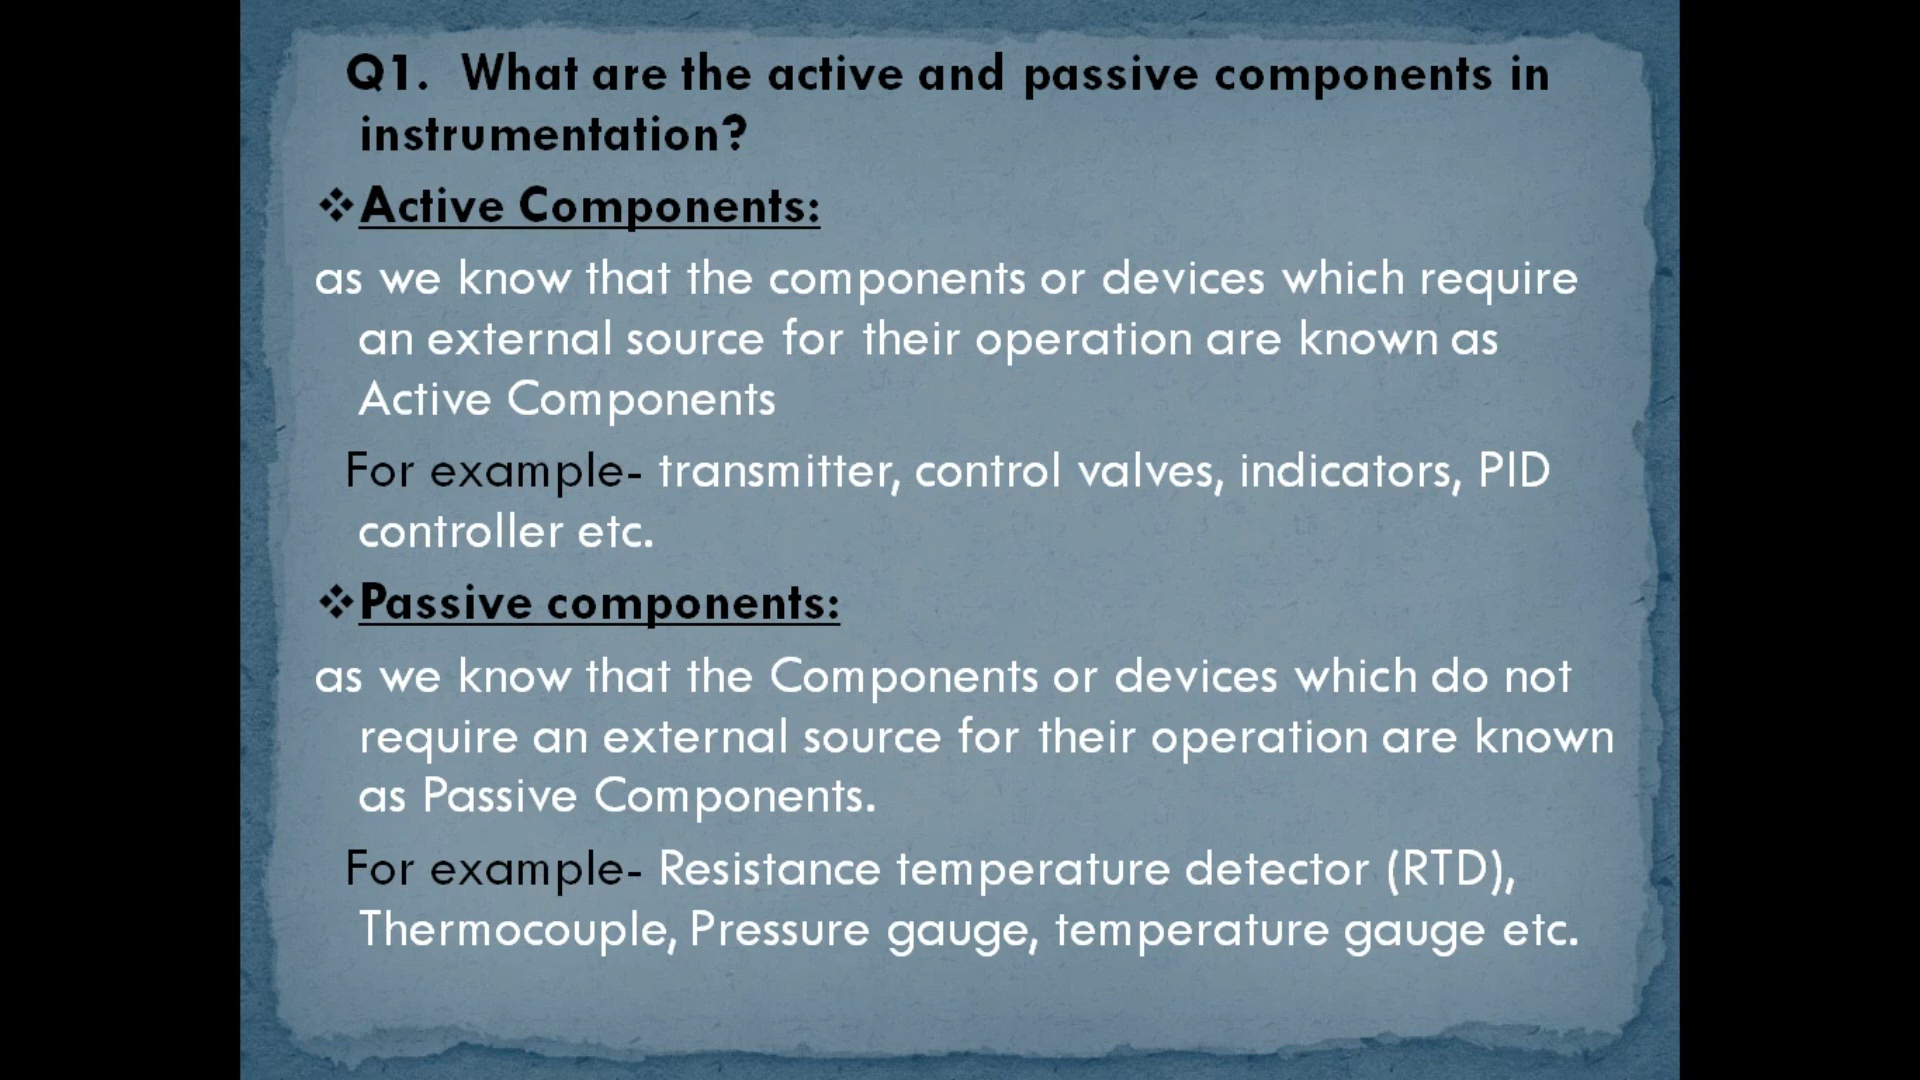 Q1. What are the active and passive components in
instrumentation?
❖Active Components:
as we know that the components or devices which require
an external source for their operation are known as
Active Components
For example- transmitter, control valves, indicators, PID
controller etc.
❖Passive components:
as we know that the Components or devices which do not
require an external source for their operation are known
as Passive Components.
For example- Resistance temperature detector (RTD),
Thermocouple, Pressure gauge, temperature gauge etc.